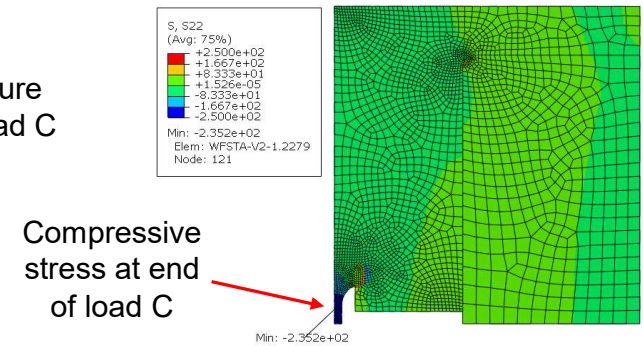 S, S22
(Avg: 75%)
+2.500e+02
+1.667e+02
+8.333e+01
+1.526e-05
-8.333e+01
-1.667e+02
-2.500e+02
Min: -2.352e+02
Elem: WFSTA-V2-1.2279
Node: 121
ure
ad C
Compressive
stress at end
of load C
Min: -2.352e+02